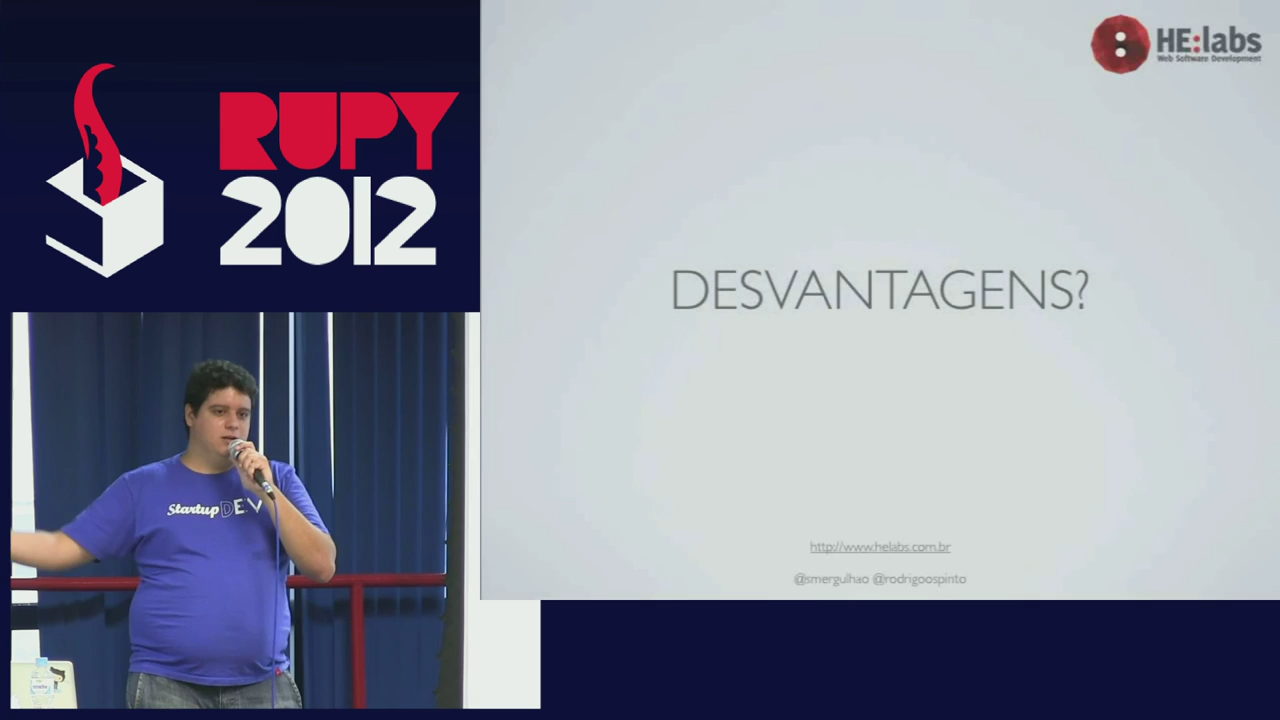 RUPY
2012
HE:labs
Web Software Development
DESVANTAGENS?
http://www.helabs.com.br
@smergulhao @rodrigoospinto
Startup DEV